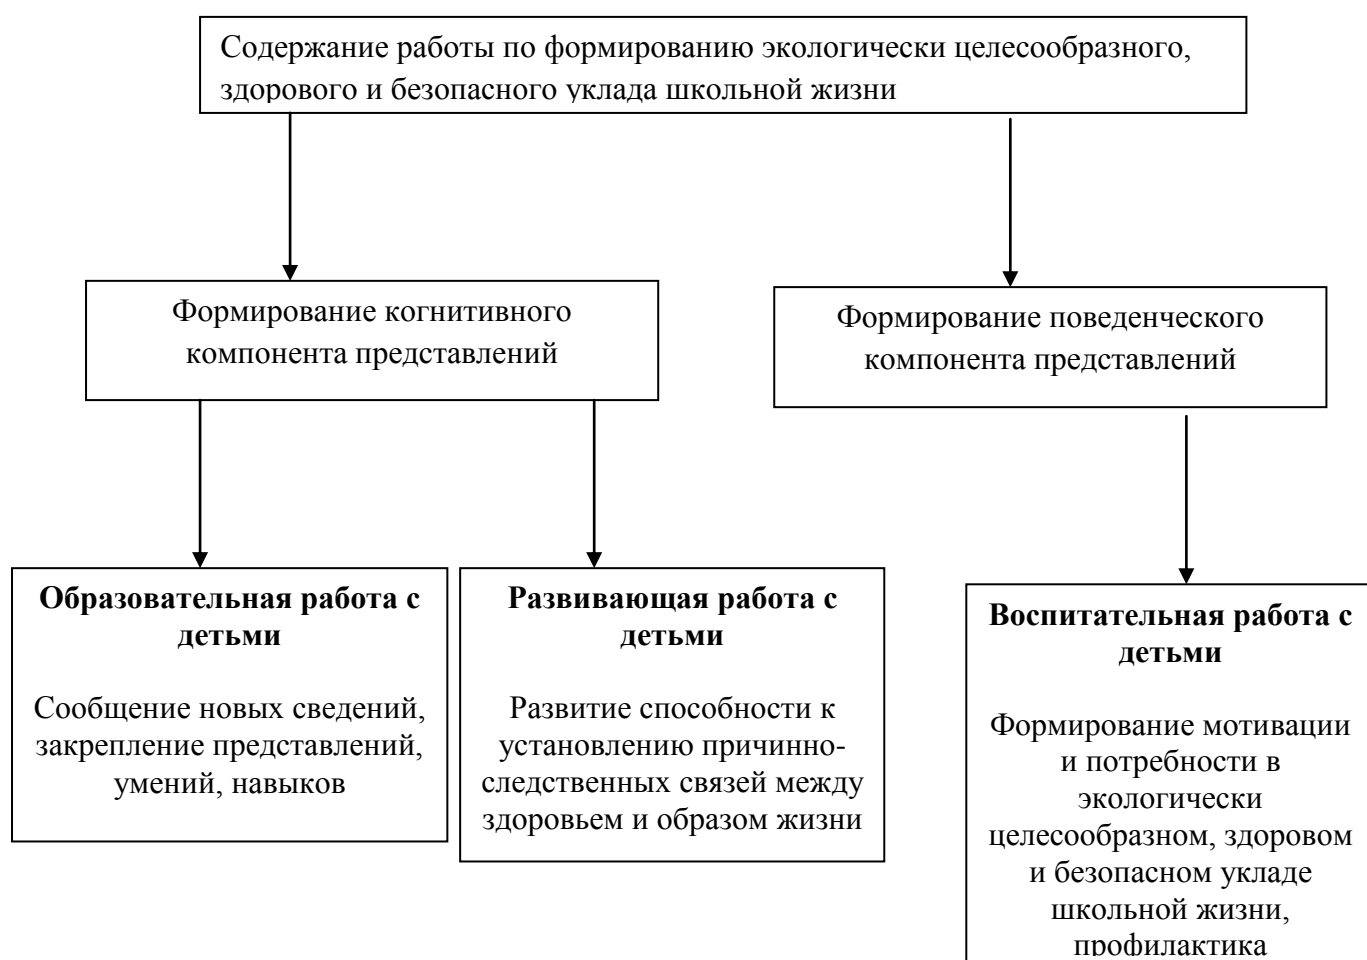 Содержание работы по формированию экологически целесообразного,
здорового и безопасного уклада школьной жизни
Формирование когнитивного
компонента представлений
Формирование поведенческого
компонента представлений
Образовательная работа с
детьми
Сообщение новых сведений,
закрепление представлений,
умений, навыков
Развивающая работа с
детьми
Развитие способности к
установлению причинно-
следственных связей между
здоровьем и образом жизни
Воспитательная работа с
детьми
Формирование мотивации
и потребности в
экологически
целесообразном, здоровом
и безопасном укладе
школьной жизни,
профилактика